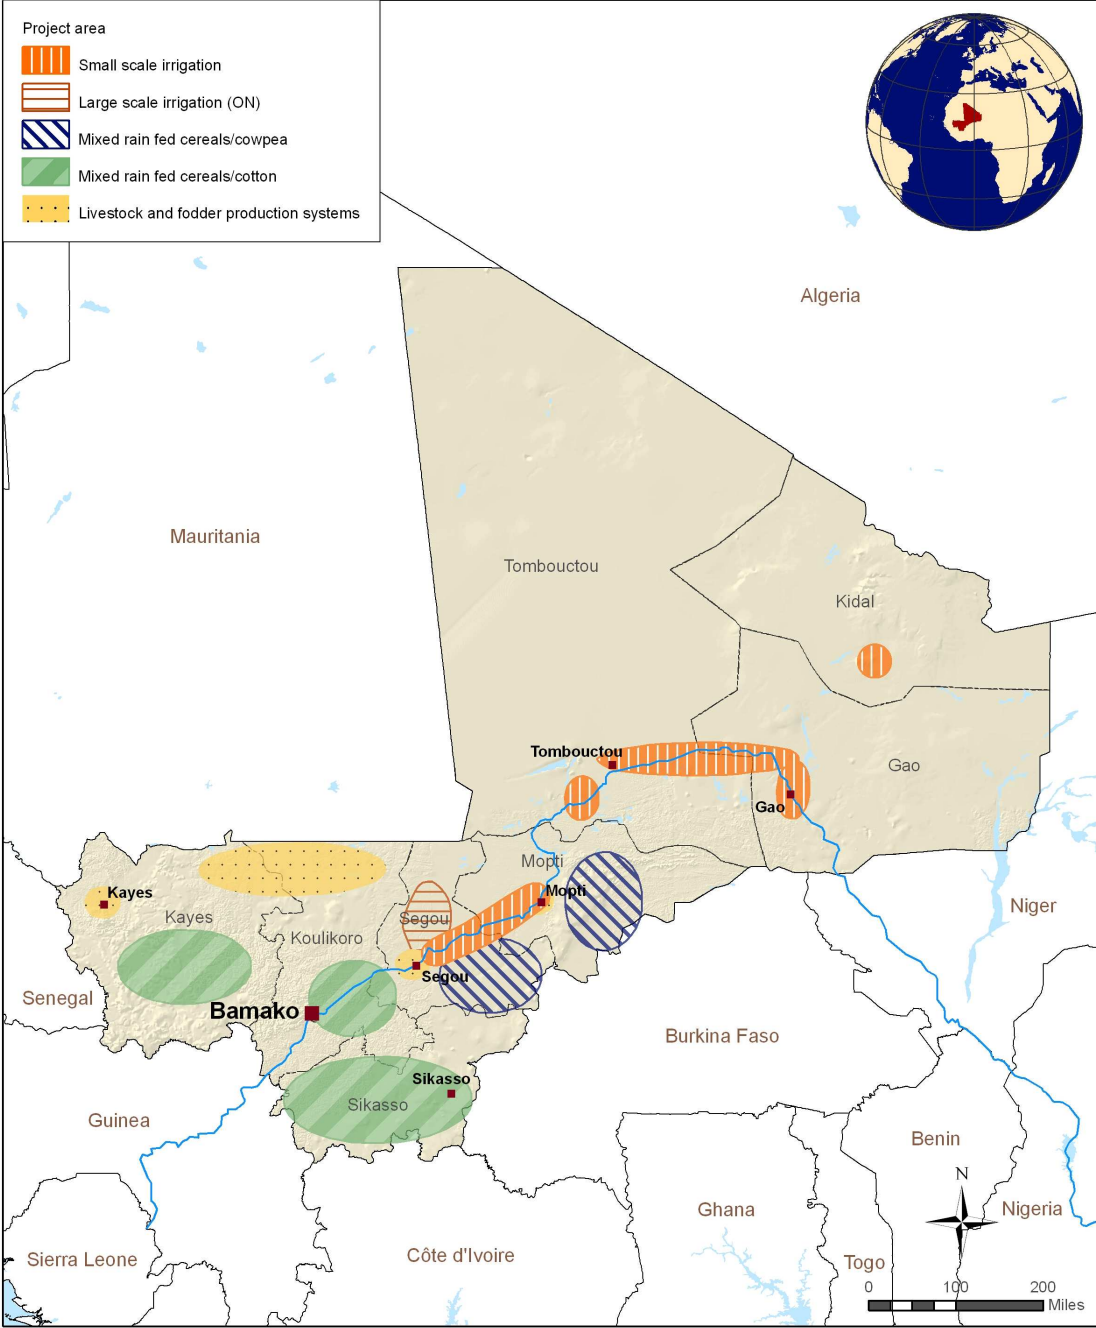 Project area
Small scale irrigation
Large scale irrigation (ON)
Mixed rain fed cereals/cowpea
Mixed rain fed cereals/cotton
Livestock and fodder production systems
Algeria
Mauritania
Tombouctou
Kidal
Tombouctou
Gao
Gao
Mopti
Kayes
Mopti
Kayes
Segou
Niger
Koulikoro
Segou
Senegal
Bamako
Burkina Faso
Sikasso
Sikasso
Guinea
Benin
N
Ghana
Nigeria
Sierra Leone
Côte d'Ivoire
Togo
0 100 200
Miles